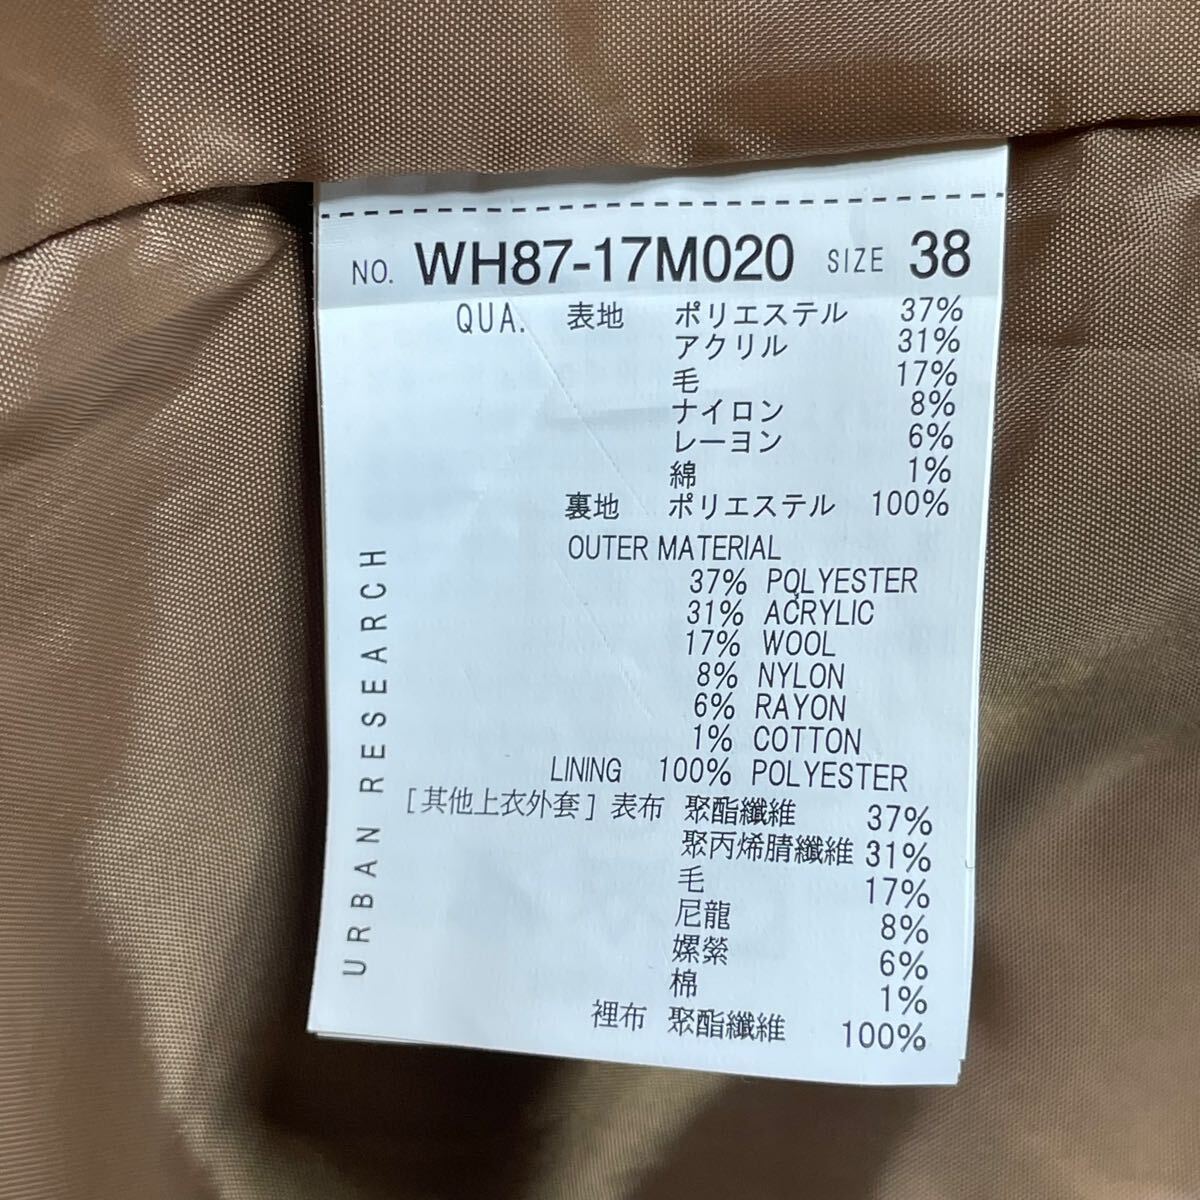 NO. WH87-17M020 SIZE 38
QUA. 表地 ポリエステル 37%
アクリル 31%
毛 17%
ナイロン 8%
レーヨン 6%
綿 1%
裏地 ポリエステル 100%
OUTER MATERIAL
37% POLYESTER
31% ACRYLIC
17% WOOL
8% NYLON
6% RAYON
1% COTTON
LINING 100% POLYESTER
[其他上衣外套] 表布 聚酯纖維 37%
聚丙烯腈纖維 31%
毛 17%
尼龍 8%
嫘縈 6%
棉 1%
裡布 聚酯纖維 100%
URBAN RESEARCH